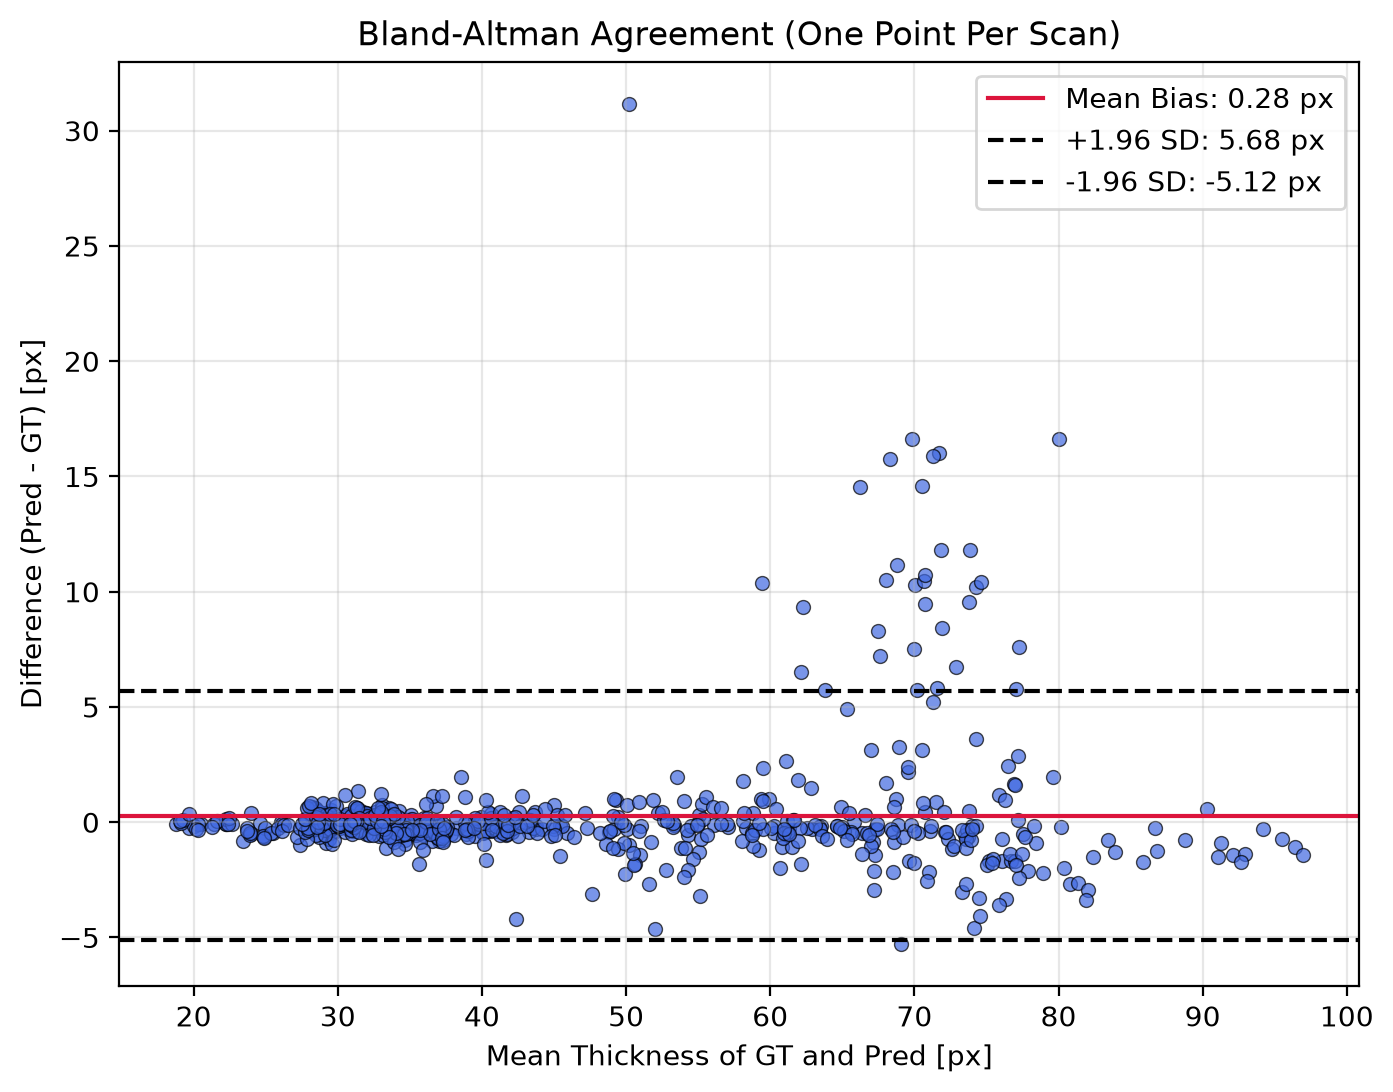 Bland-Altman Agreement (One Point Per Scan)
Mean Bias: 0.28 px
+1.96 SD: 5.68 px
-1.96 SD: -5.12 px
Difference (Pred - GT) [px]
30
25
20
15
10
5
0
−5
20 30 40 50 60 70 80 90 100
Mean Thickness of GT and Pred [px]